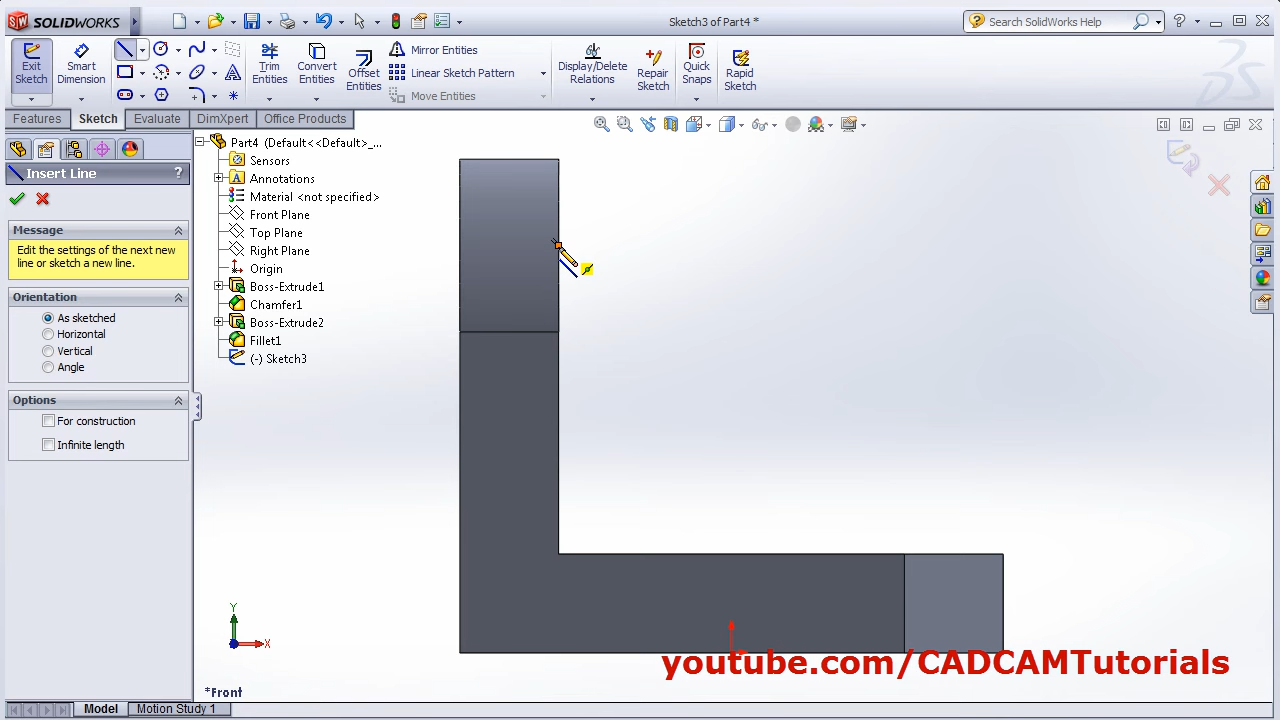 SOLIDWORKS
Sketch3 of Part4 *
Search SolidWorks Help
Exit Sketch
Smart Dimension
Trim Entities
Convert Entities
Offset Entities
Mirror Entities
Linear Sketch Pattern
Move Entities
Display/Delete Relations
Repair Sketch
Quick Snaps
Rapid Sketch
Features
Sketch
Evaluate
DimXpert
Office Products
Insert Line
?
Message
Edit the settings of the next new
line or sketch a new line.
Orientation
As sketched
Horizontal
Vertical
Angle
Options
For construction
Infinite length
Part4 (Default<<Default>_...
Sensors
Annotations
Material <not specified>
Front Plane
Top Plane
Right Plane
Origin
Boss-Extrude1
Chamfer1
Boss-Extrude2
Fillet1
(-) Sketch3
Y
X
*Front
youtube.com/CADCAMTutorials
Model
Motion Study 1